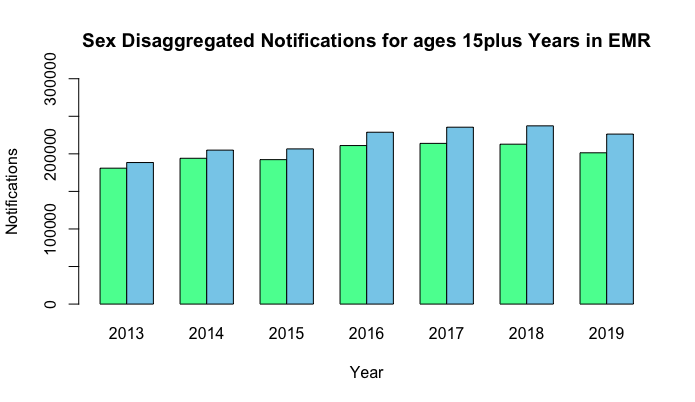 Sex Disaggregated Notifications for ages 15plus Years in EMR
300000
200000
100000
0
Notifications
2013 2014 2015 2016 2017 2018 2019
Year